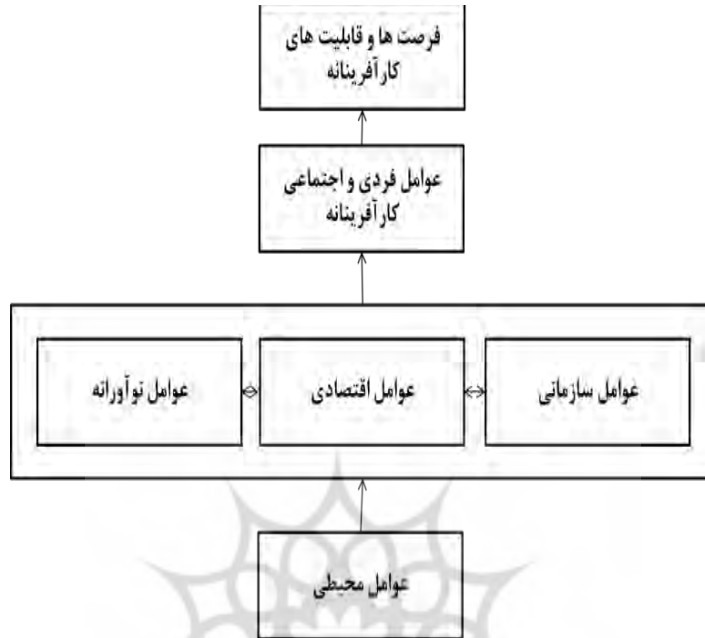 فرصت ها و قابلیت های
کارآفرینانه
عوامل فردی و اجتماعی
کارآفرینانه
عوامل سازمانی
عوامل اقتصادی
عوامل نوآورانه
عوامل محیطی